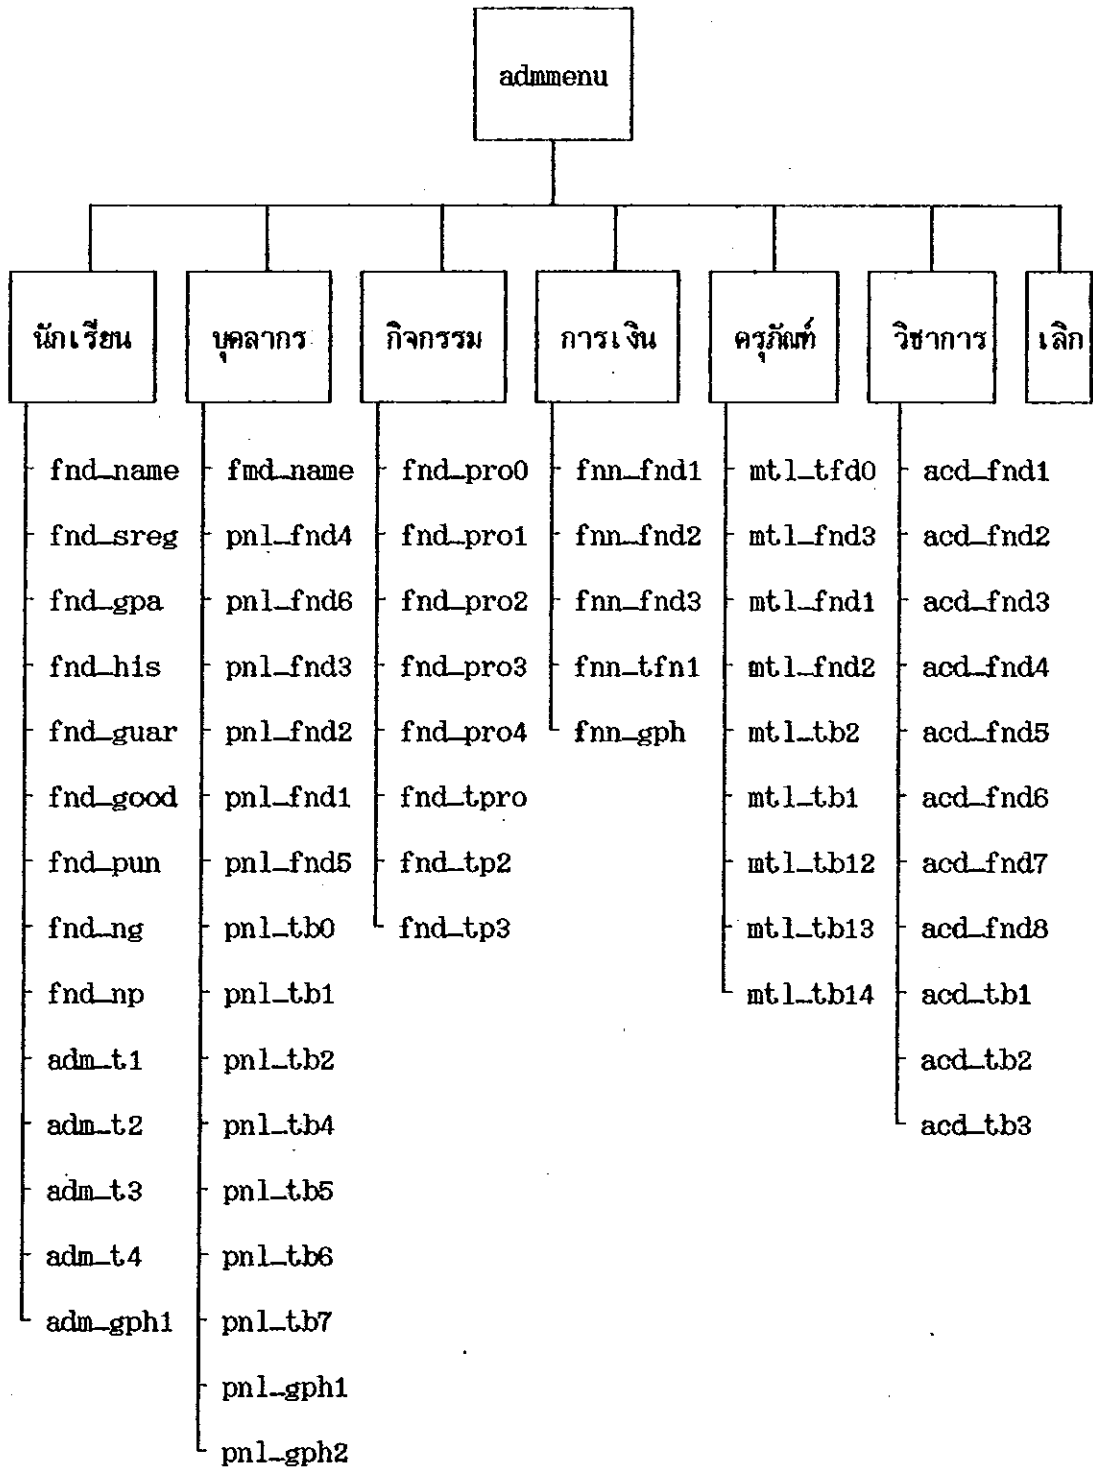 admmenu
นักเรียน บุคลากร กิจกรรม การเงิน ครุภัณฑ์ วิชาการ เลิก
fnd_name fmd_name fnd_pro0 fnn_fnd1 mtl_tfd0 acd_fnd1
fnd_sreg pnl_fnd4 fnd_pro1 fnn_fnd2 mtl_fnd3 acd_fnd2
fnd_gpa pnl_fnd6 fnd_pro2 fnn_fnd3 mtl_fnd1 acd_fnd3
fnd_his pnl_fnd3 fnd_pro3 fnn_tfn1 mtl_fnd2 acd_fnd4
fnd_guar pnl_fnd2 fnd_pro4 fnn_gph mtl_tb2 acd_fnd5
fnd_good pnl_fnd1 fnd_tpro mtl_tb1 acd_fnd6
fnd_pun pnl_fnd5 fnd_tp2 mtl_tb12 acd_fnd7
fnd_ng pnl_tb0 fnd_tp3 mtl_tb13 acd_fnd8
fnd_np pnl_tb1 mtl_tb14 acd_tb1
adm_t1 pnl_tb2 acd_tb2
adm_t2 pnl_tb4 acd_tb3
adm_t3 pnl_tb5
adm_t4 pnl_tb6
adm_gph1 pnl_tb7
pnl_gph1
pnl_gph2